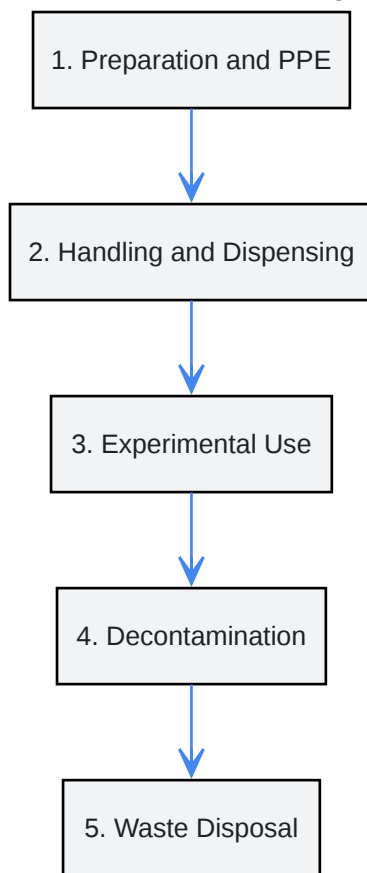 1. Preparation and PPE
2. Handling and Dispensing
3. Experimental Use
4. Decontamination
5. Waste Disposal